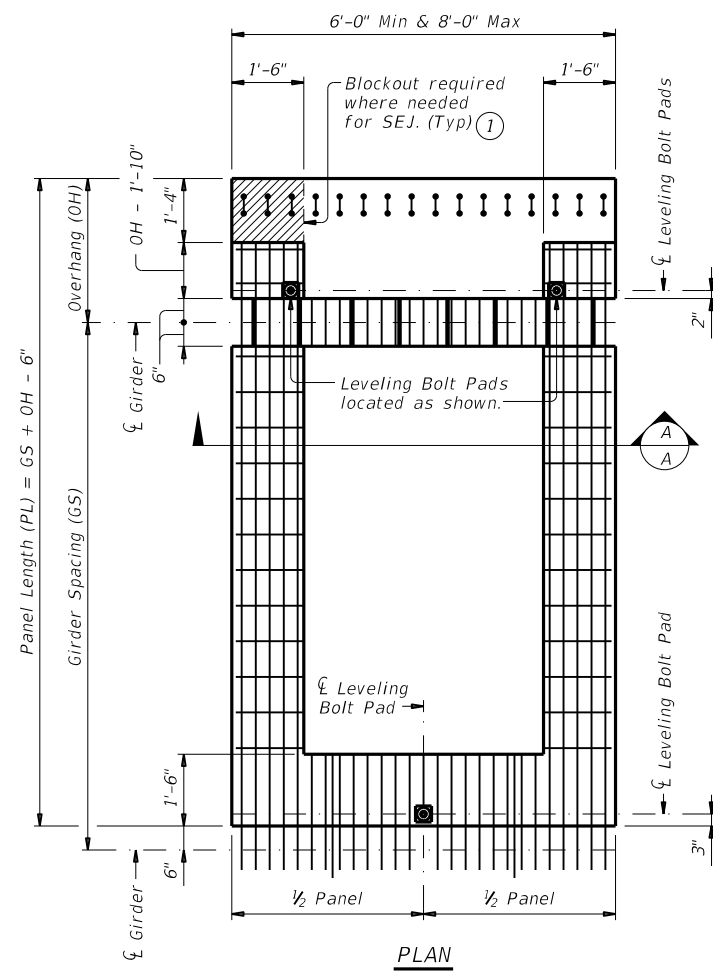 6'-0" Min & 8'-0" Max
1'-6"
1'-6"
Blockout required
where needed
for SEJ. (Typ) 1
℄ Leveling Bolt Pads
OH - 1'-10"
1'-4"
Overhang (OH)
6"
℄ Girder
2"
Leveling Bolt Pads
located as shown.
A
A
Panel Length (PL) = GS + OH - 6"
Girder Spacing (GS)
℄ Leveling
Bolt Pad
℄ Leveling Bolt Pad
1'-6"
6"
3"
℄ Girder
½ Panel
½ Panel
PLAN